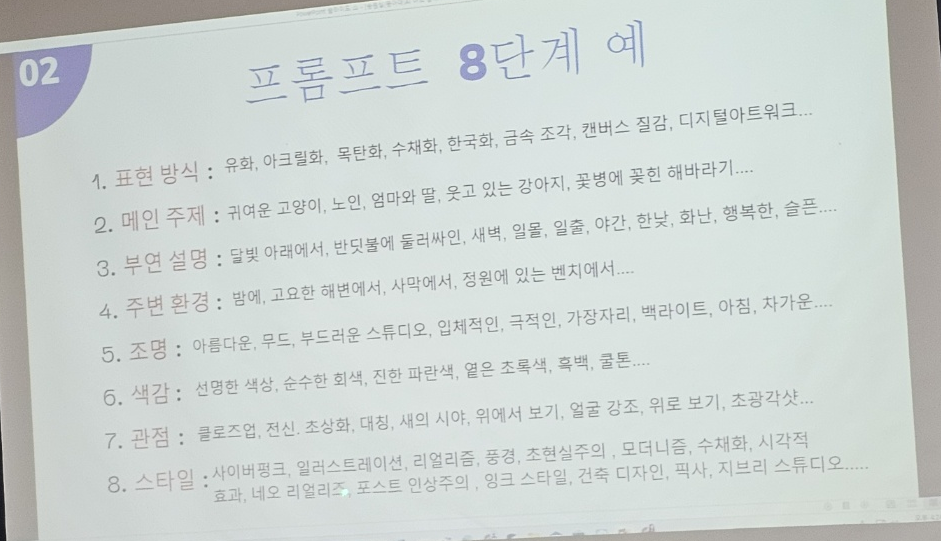 02
프롬프트 8단계 예
1. 표현 방식 : 유화, 아크릴화, 목탄화, 수채화, 한국화, 금속 조각, 캔버스 질감, 디지털아트워크...
2. 메인 주제 : 귀여운 고양이, 노인, 엄마와 딸, 웃고 있는 강아지, 꽃병에 꽂힌 해바라기....
3. 부연 설명 : 달빛 아래에서, 반딧불에 둘러싸인, 새벽, 일몰, 일출, 야간, 한낮, 화난, 행복한, 슬픈....
4. 주변 환경 : 밤에, 고요한 해변에서, 사막에서, 정원에 있는 벤치에서....
5. 조명 : 아름다운, 무드, 부드러운 스튜디오, 입체적인, 극적인, 가장자리, 백라이트, 아침, 차가운....
6. 색감 : 선명한 색상, 순수한 회색, 진한 파란색, 옅은 초록색, 흑백, 쿨톤....
7. 관점 : 클로즈업, 전신. 초상화, 대칭, 새의 시야, 위에서 보기, 얼굴 강조, 위로 보기, 초광각샷...
8. 스타일 : 사이버펑크, 일러스트레이션, 리얼리즘, 풍경, 초현실주의 , 모더니즘, 수채화, 시각적
효과, 네오 리얼리즈, 포스트 인상주의 , 잉크 스타일, 건축 디자인, 픽사, 지브리 스튜디오.....